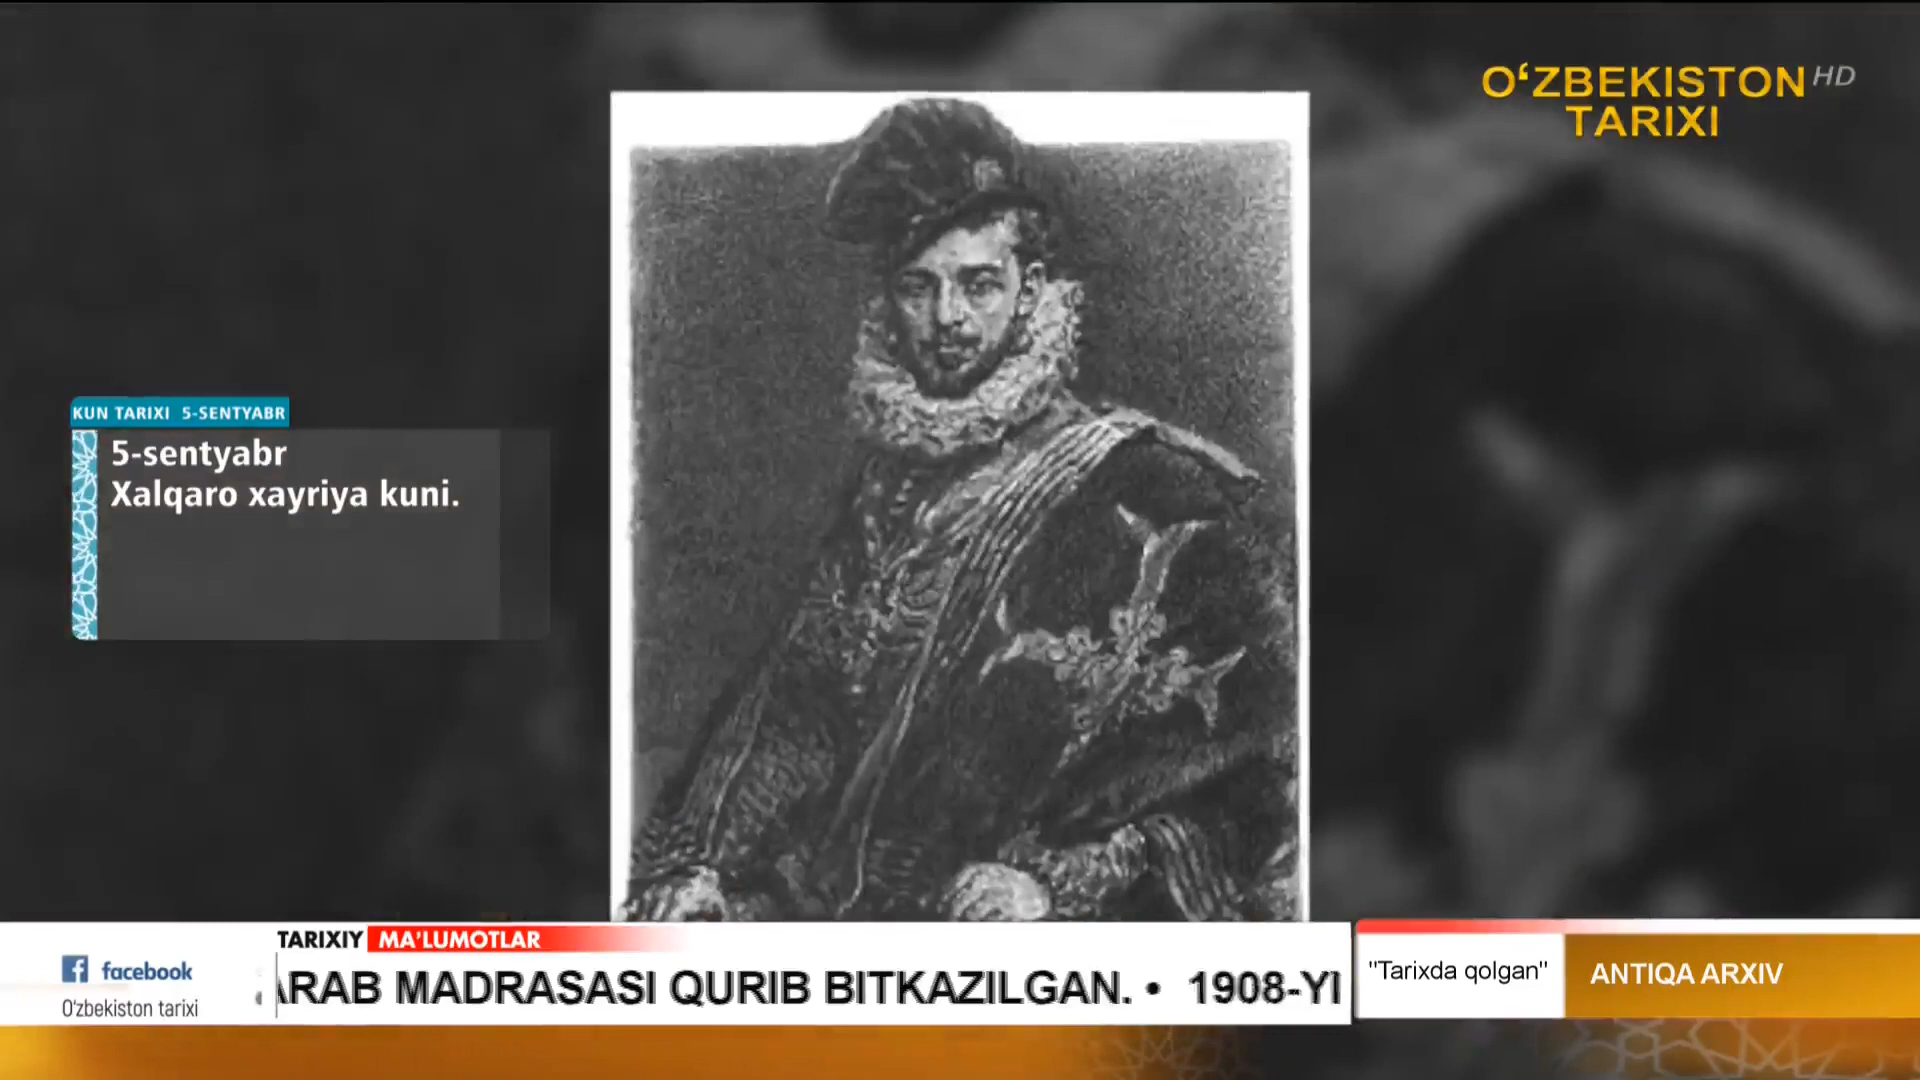 O‘ZBEKISTON HD
TARIXI
KUN TARIXI 5-SENTYABR
5-sentyabr
Xalqaro xayriya kuni.
TARIXIY MA'LUMOTLAR
facebook
O'zbekiston tarixi
ARAB MADRASASI QURIB BITKAZILGAN. • 1908-YI
"Tarixda qolgan"
ANTIQA ARXIV